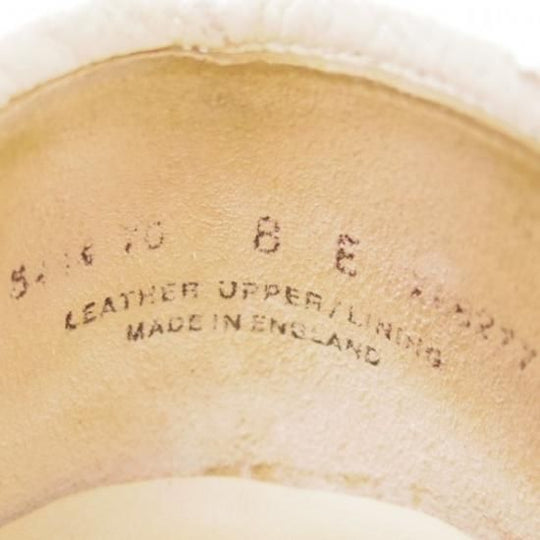 8 E
LEATHER UPPER/LINING
MADE IN ENGLAND